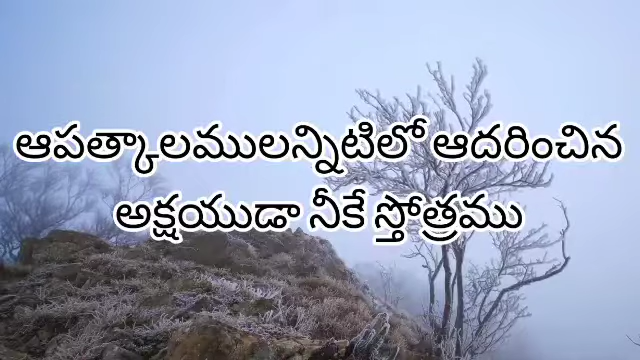 ఆపత్కాలములన్నిటిలో ఆదరించిన
అక్షయుడా నీకే స్తోత్రము